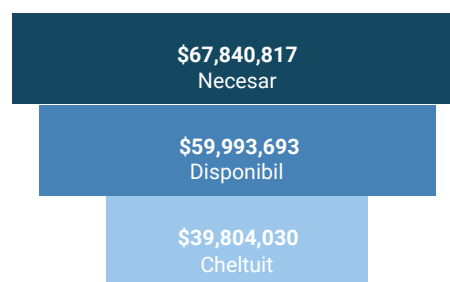 $67,840,817
Necesar
$59,993,693
Disponibil
$39,804,030
Cheltuit